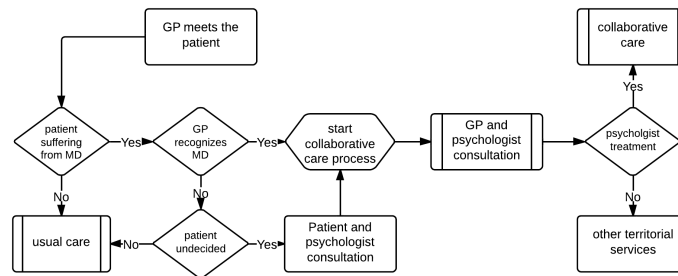 GP meets the
patient
collaborative
care
Yes
patient
suffering
from MD
Yes
GP
recognizes
MD
Yes
start
collaborative
care process
GP and
psychologist
consultation
psycholgist
treatment
No
No
No
usual care
No
patient
undecided
Yes
Patient and
psychologist
consultation
other territorial
services